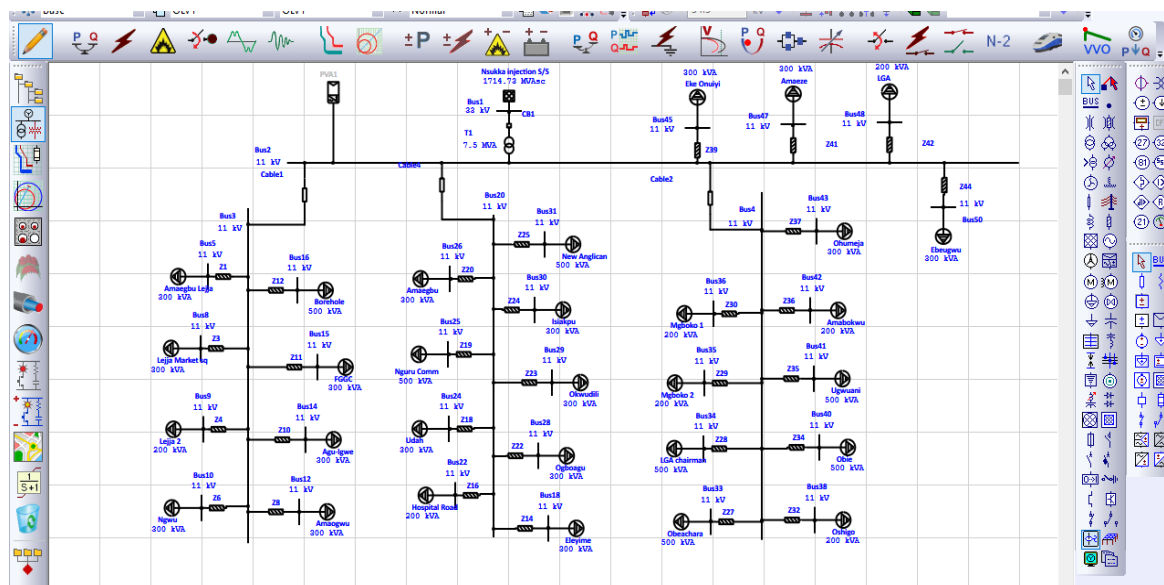 Base
Normal
P Q
± P
N-2
VVO
P Q
PVA1
Nsukka injection S/S
1714.73 MVAsc
Bus1
33 kV
CB1
T1
7.5 MVA
Bus2
11 kV
Cable1
Cable4
Cable2
300 kVA
Eke Onuiyi
Bus45
11 kV
Z39
300 kVA
Amaeze
Bus47
11 kV
Z41
200 kVA
LGA
Bus48
11 kV
Z42
Z44
11 kV
Bus50
Ebeugwu
300 kVA
Bus3
11 kV
Bus5
11 kV
Z1
Amaegbu Lejja
300 kVA
Bus16
11 kV
Z12
Borehole
500 kVA
Bus8
11 kV
Z3
Lejja Market sq
300 kVA
Bus15
11 kV
Z11
FGGC
300 kVA
Bus9
11 kV
Z4
Lejja 2
200 kVA
Bus14
11 kV
Z10
Agu-igwe
300 kVA
Bus10
11 kV
Z6
Ngwu
300 kVA
Bus12
11 kV
Z8
Amaogwu
300 kVA
Bus20
11 kV
Bus31
11 kV
Z25
New Anglican
500 kVA
Bus26
11 kV
Z20
Amaegbu
300 kVA
Bus30
11 kV
Z24
Isiakpu
300 kVA
Bus25
11 kV
Z19
Nguru Comm
500 kVA
Bus29
11 kV
Z23
Okwudili
300 kVA
Bus24
11 kV
Z18
Udah
300 kVA
Bus28
11 kV
Z22
Ogboagu
300 kVA
Bus22
11 kV
Z16
Hospital Road
200 kVA
Bus18
11 kV
Z14
Eleyime
300 kVA
Bus4
11 kV
Bus43
11 kV
Z37
Ohumeja
300 kVA
Bus36
11 kV
Z30
Mgboko 1
200 kVA
Bus42
11 kV
Z36
Amabokwu
200 kVA
Bus35
11 kV
Z29
Mgboko 2
200 kVA
Bus41
11 kV
Z35
Ugwuani
500 kVA
Bus34
11 kV
Z28
LGA chairman
500 kVA
Bus40
11 kV
Z34
Obie
500 kVA
Bus33
11 kV
Z27
Obeachara
500 kVA
Bus38
11 kV
Z32
Oshigo
200 kVA
BUS